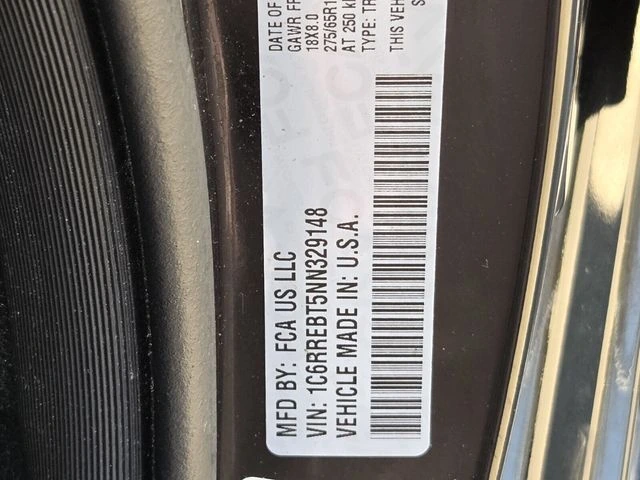 MFD BY: FCA US LLC
VIN: 1C6RREBT5NN329148
VEHICLE MADE IN: U.S.A.
DATE OF
GAWR FR
18X8.0
275/65R1
AT 250 k
TYPE: TR
THIS VEH